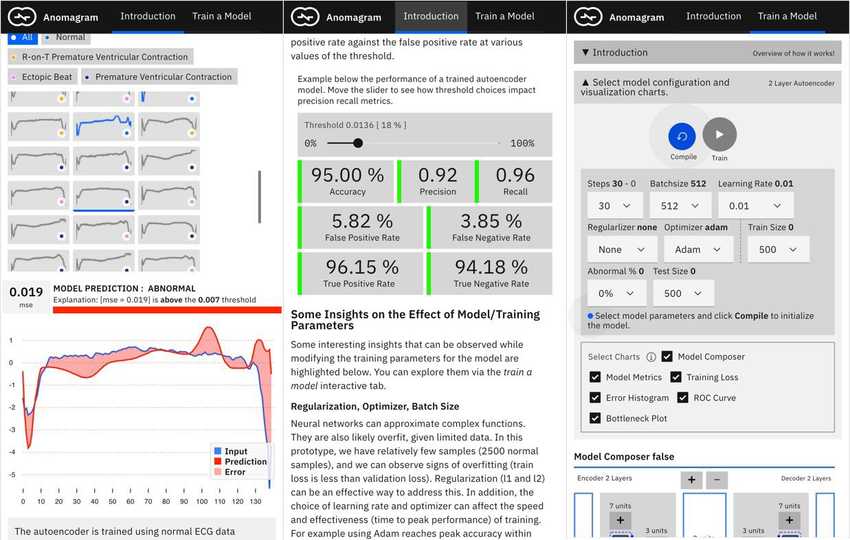 Anomagram
Introduction
Train a Model
All
Normal
R-on-T Premature Ventricular Contraction
Ectopic Beat
Premature Ventricular Contraction
0.019
mse
MODEL PREDICTION : ABNORMAL
Explanation: [mse = 0.019] is above the 0.007 threshold
1
0
-1
-2
-3
-4
-5
0 10 20 30 40 50 60 70 80 90 100 110 120 130
Input
Prediction
Error
The autoencoder is trained using normal ECG data
Anomagram
Introduction
Train a Model
positive rate against the false positive rate at various
values of the threshold.
Example below the performance of a trained autoencoder
model. Move the slider to see how threshold choices impact
precision recall metrics.
Threshold 0.0136 [ 18 % ]
0%
100%
95.00 %
Accuracy
0.92
Precision
0.96
Recall
5.82 %
False Positive Rate
3.85 %
False Negative Rate
96.15 %
True Positive Rate
94.18 %
True Negative Rate
Some Insights on the Effect of Model/Training
Parameters
Some interesting insights that can be observed while
modifying the training parameters for the model are
highlighted below. You can explore them via the train a
model interactive tab.
Regularization, Optimizer, Batch Size
Neural networks can approximate complex functions.
They are also likely overfit, given limited data. In this
prototype, we have relatively few samples (2500 normal
samples), and we can observe signs of overfitting (train
loss is less than validation loss). Regularization (l1 and l2)
can be an effective way to address this. In addition, the
choice of learning rate and optimizer can affect the speed
and effectiveness (time to peak performance) of training.
For example using Adam reaches peak accuracy within
Anomagram
Introduction
Train a Model
▼ Introduction
Overview of how it works!
▲ Select model configuration and
visualization charts.
2 Layer Autoencoder
Compile
Train
Steps 30 - 0
Batchsize 512
Learning Rate 0.01
30
512
0.01
Regularlizer none
Optimizer adam
Train Size 0
None
Adam
500
Abnormal % 0
Test Size 0
0%
500
Select model parameters and click Compile to initialize
the model.
Select Charts
Model Composer
Model Metrics
Training Loss
Error Histogram
ROC Curve
Bottleneck Plot
Model Composer false
Encoder 2 Layers
+
−
Decoder 2 Layers
7 units
+
3 units
2 units
3 units
7 units
+